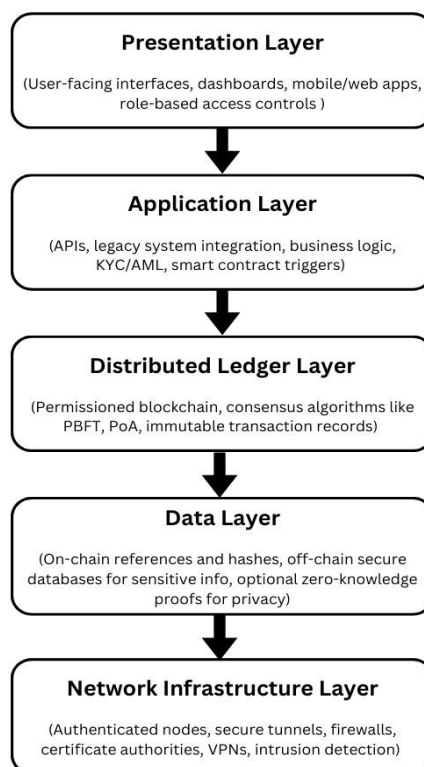 Presentation Layer
(User-facing interfaces, dashboards, mobile/web apps,
role-based access controls )
Application Layer
(APIs, legacy system integration, business logic,
KYC/AML, smart contract triggers)
Distributed Ledger Layer
(Permissioned blockchain, consensus algorithms like
PBFT, PoA, immutable transaction records)
Data Layer
(On-chain references and hashes, off-chain secure
databases for sensitive info, optional zero-knowledge
proofs for privacy)
Network Infrastructure Layer
(Authenticated nodes, secure tunnels, firewalls,
certificate authorities, VPNs, intrusion detection)